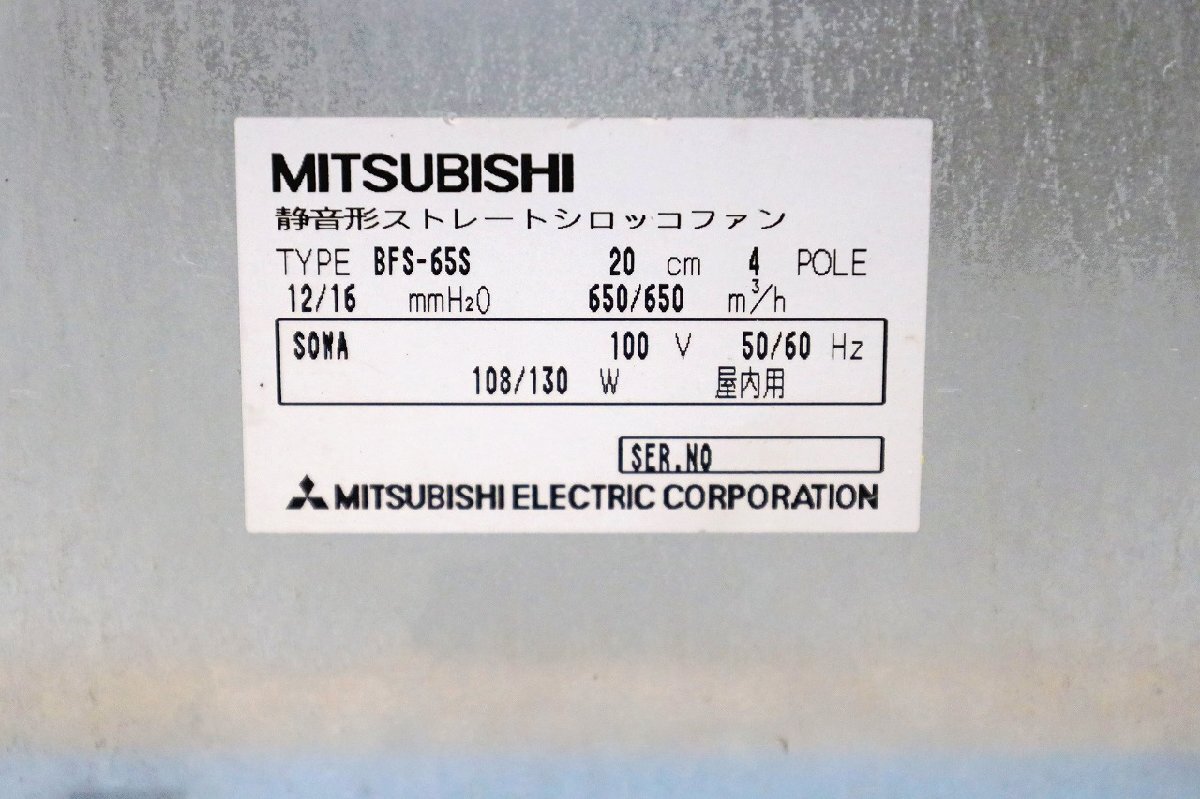 MITSUBISHI
静音形ストレートシロッコファン
TYPE BFS-65S 20 cm 4 POLE
12/16 mmH₂O 650/650 m³/h
SOWA 100 V 50/60 Hz
108/130 W 屋内用
SER.NO
MITSUBISHI ELECTRIC CORPORATION